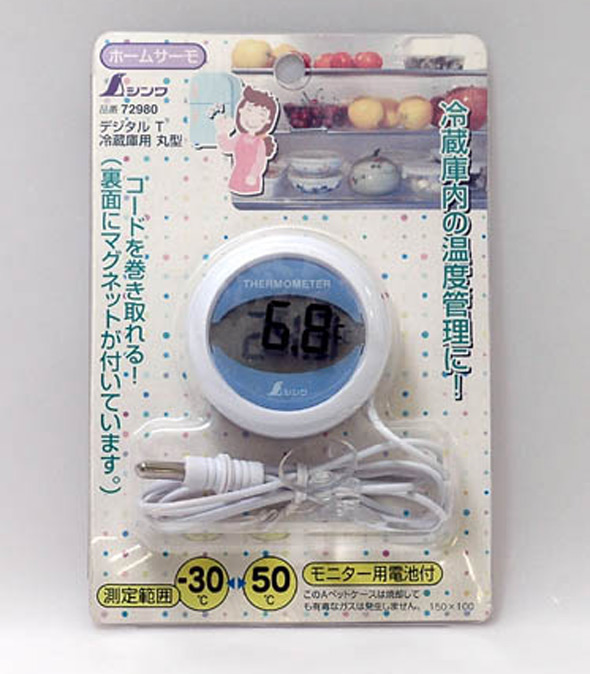 ホームサーモ
シンワ
品番 72980
デジタル T
冷蔵庫用 丸型
冷蔵庫内の温度管理に!
コードを巻き取れる!
(裏面にマグネットが付いています。)
THERMOMETER
6.8
シンワ
測定範囲 -30℃ 50℃
モニター用電池付
このAペットケースは焼却して
も有毒なガスは発生しません。 150×100